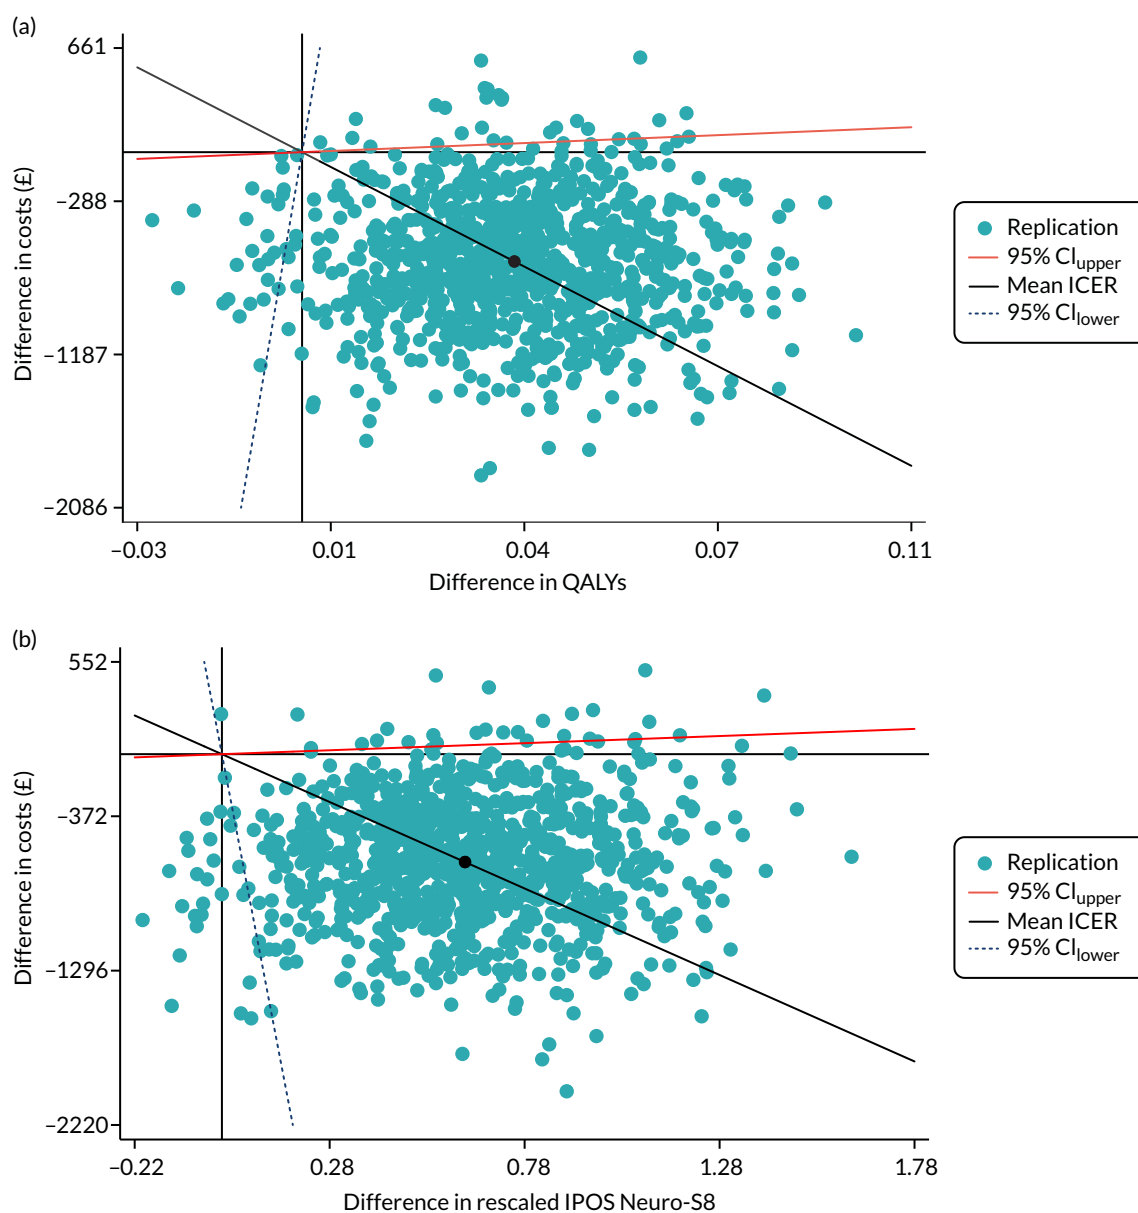 (a)
661
–288
–1187
–2086
Difference in costs (£)
–0.03
0.01
0.04
0.07
0.11
Difference in QALYs
Replication
95% CIupper
Mean ICER
95% CIlower
(b)
552
–372
–1296
–2220
Difference in costs (£)
–0.22
0.28
0.78
1.28
1.78
Difference in rescaled IPOS Neuro-S8
Replication
95% CIupper
Mean ICER
95% CIlower